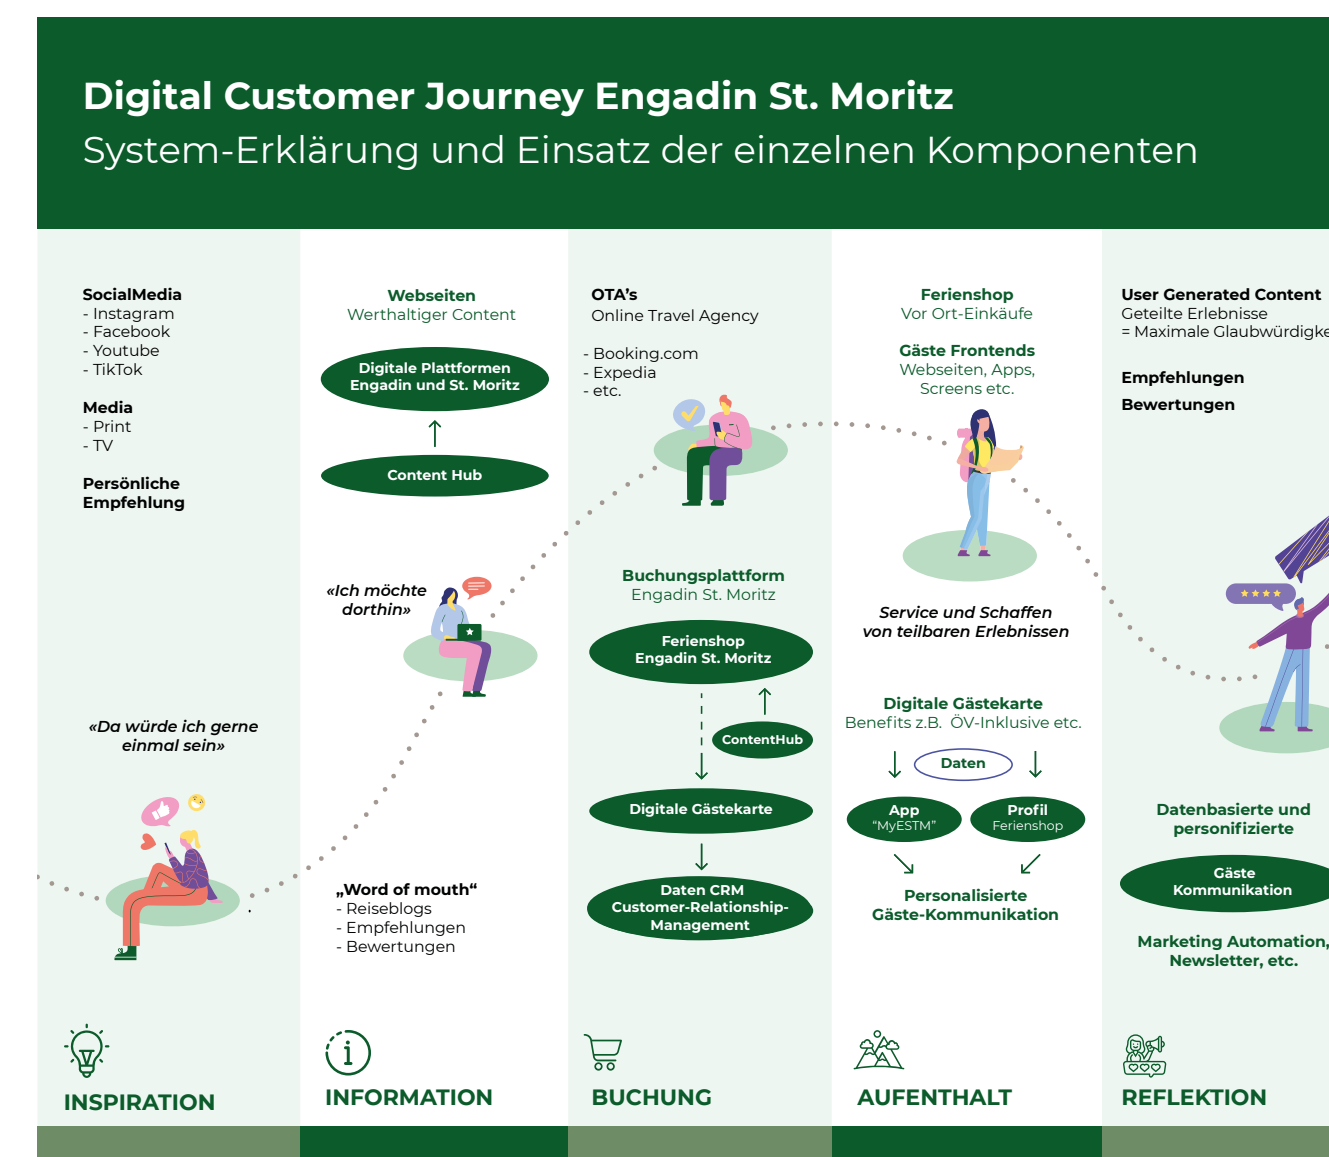 Digital Customer Journey Engadin St. Moritz
System-Erklärung und Einsatz der einzelnen Komponenten
SocialMedia
- Instagram
- Facebook
- Youtube
- TikTok
Media
- Print
- TV
Persönliche
Empfehlung
«Da würde ich gerne
einmal sein»
INSPIRATION
Webseiten
Werthaltiger Content
Digitale Plattformen
Engadin und St. Moritz
Content Hub
«Ich möchte
dorthin»
„Word of mouth“
- Reiseblogs
- Empfehlungen
- Bewertungen
INFORMATION
OTA’s
Online Travel Agency
- Booking.com
- Expedia
- etc.
Buchungsplattform
Engadin St. Moritz
Ferienshop
Engadin St. Moritz
ContentHub
Digitale Gästekarte
Daten CRM
Customer-Relationship-
Management
BUCHUNG
Ferienshop
Vor Ort-Einkäufe
Gäste Frontends
Webseiten, Apps,
Screens etc.
Service und Schaffen
von teilbaren Erlebnissen
Digitale Gästekarte
Benefits z.B. ÖV-Inklusive etc.
Daten
App
“MyESTM”
Profil
Ferienshop
Personalisierte
Gäste-Kommunikation
AUFENTHALT
User Generated Content
Geteilte Erlebnisse
= Maximale Glaubwürdigke
Empfehlungen
Bewertungen
Datenbasierte und
personifizierte
Gäste
Kommunikation
Marketing Automation,
Newsletter, etc.
REFLEKTION